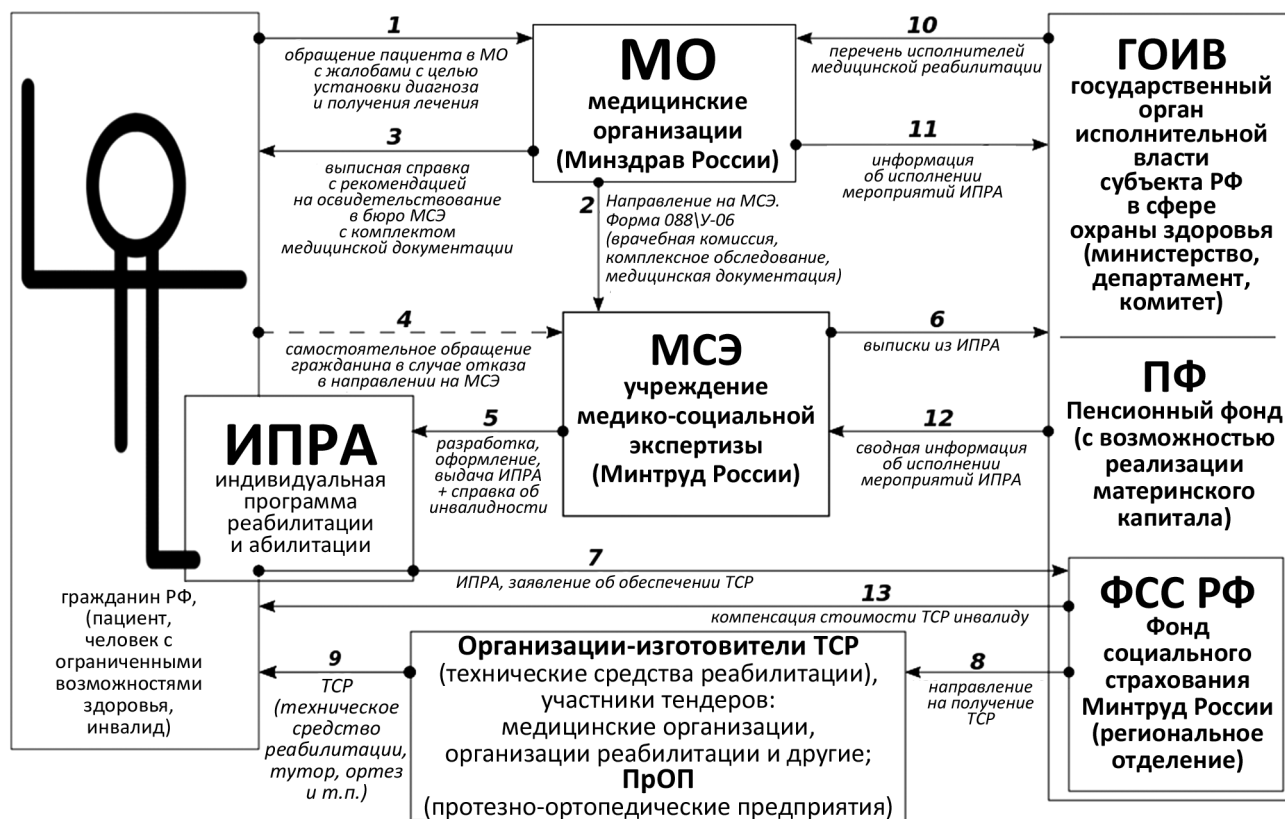 1
обращение пациента в МО
с жалобами с целью
установки диагноза
и получения лечения
3
выписная справка
с рекомендацией
на освидетельствование
в бюро МСЭ
с комплектом
медицинской документации
МО
медицинские
организации
(Минздрав России)
2
Направление на МСЭ.
Форма 088\У-06
(врачебная комиссия,
комплексное обследование,
медицинская документация)
10
перечень исполнителей
медицинской реабилитации
11
информация
об исполнении
мероприятий ИПРА
ГОИВ
государственный
орган
исполнительной
власти
субъекта РФ
в сфере
охраны здоровья
(министерство,
департамент,
комитет)
4
самостоятельное обращение
гражданина в случае отказа
в направлении на МСЭ
МСЭ
учреждение
медико-социальной
экспертизы
(Минтруд России)
6
выписки из ИПРА
12
сводная информация
об исполнении
мероприятий ИПРА
ПФ
Пенсионный фонд
(с возможностью
реализации
материнского
капитала)
ИПРА
индивидуальная
программа
реабилитации
и абилитации
5
разработка,
оформление,
выдача ИПРА
+ справка об
инвалидности
7
ИПРА, заявление об обеспечении ТСР
13
компенсация стоимости ТСР инвалиду
ФСС РФ
Фонд
социального
страхования
Минтруд России
(региональное
отделение)
гражданин РФ,
(пациент,
человек с
ограниченными
возможностями
здоровья,
инвалид)
9
ТСР
(техническое
средство
реабилитации,
тутор, ортез
и т.п.)
Организации-изготовители ТСР
(технические средства реабилитации),
участники тендеров:
медицинские организации,
организации реабилитации и другие;
ПрОП
(протезно-ортопедические предприятия)
8
направление
на получение
ТСР